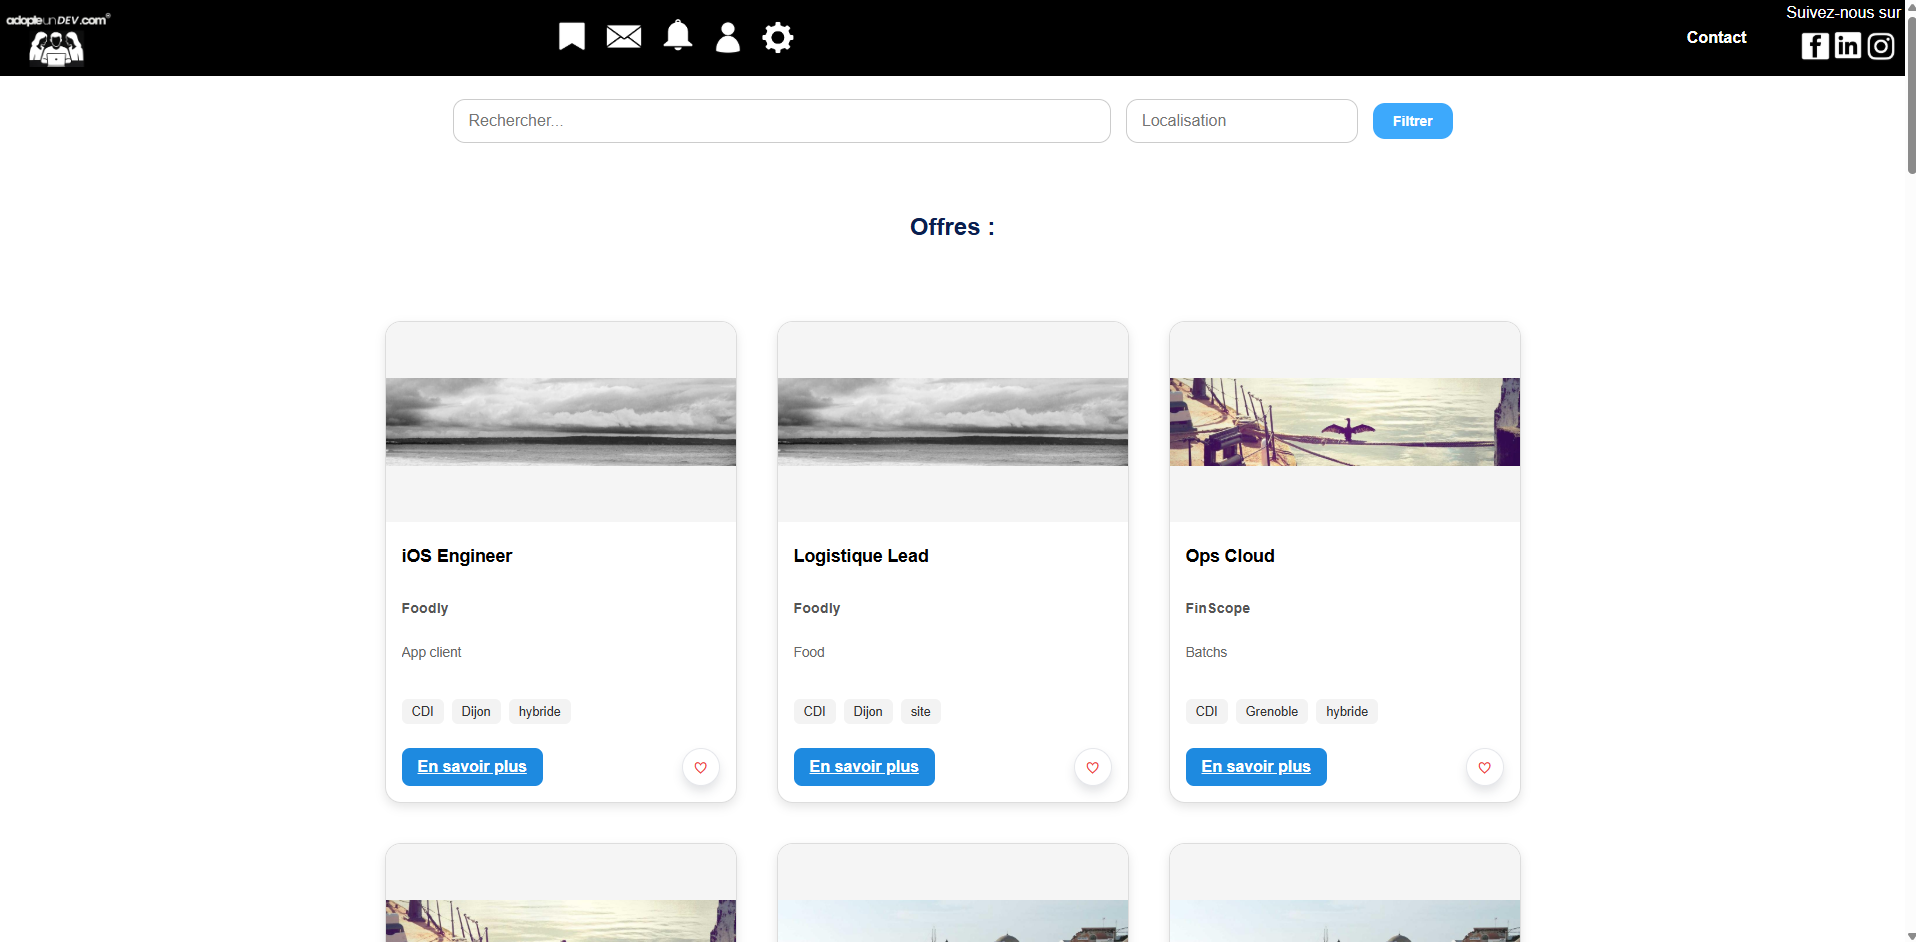 adopteunDEV.com®
Contact
Suivez-nous sur
Rechercher...
Localisation
Filtrer
Offres :
iOS Engineer
Foodly
App client
CDI Dijon hybride
En savoir plus
Logistique Lead
Foodly
Food
CDI Dijon site
En savoir plus
Ops Cloud
FinScope
Batchs
CDI Grenoble hybride
En savoir plus